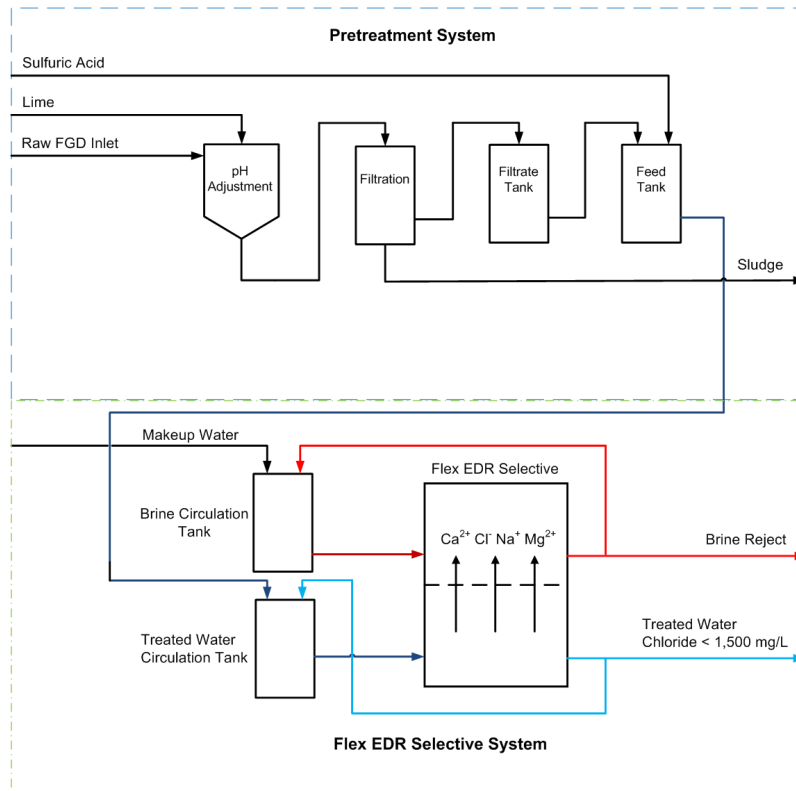 Pretreatment System
Sulfuric Acid
Lime
Raw FGD Inlet
pH
Adjustment
Filtration
Filtrate
Tank
Feed
Tank
Sludge
Makeup Water
Flex EDR Selective
Brine Circulation
Tank
Ca²⁺ Cl⁻ Na⁺ Mg²⁺
Brine Reject
Treated Water
Circulation Tank
Treated Water
Chloride < 1,500 mg/L
Flex EDR Selective System